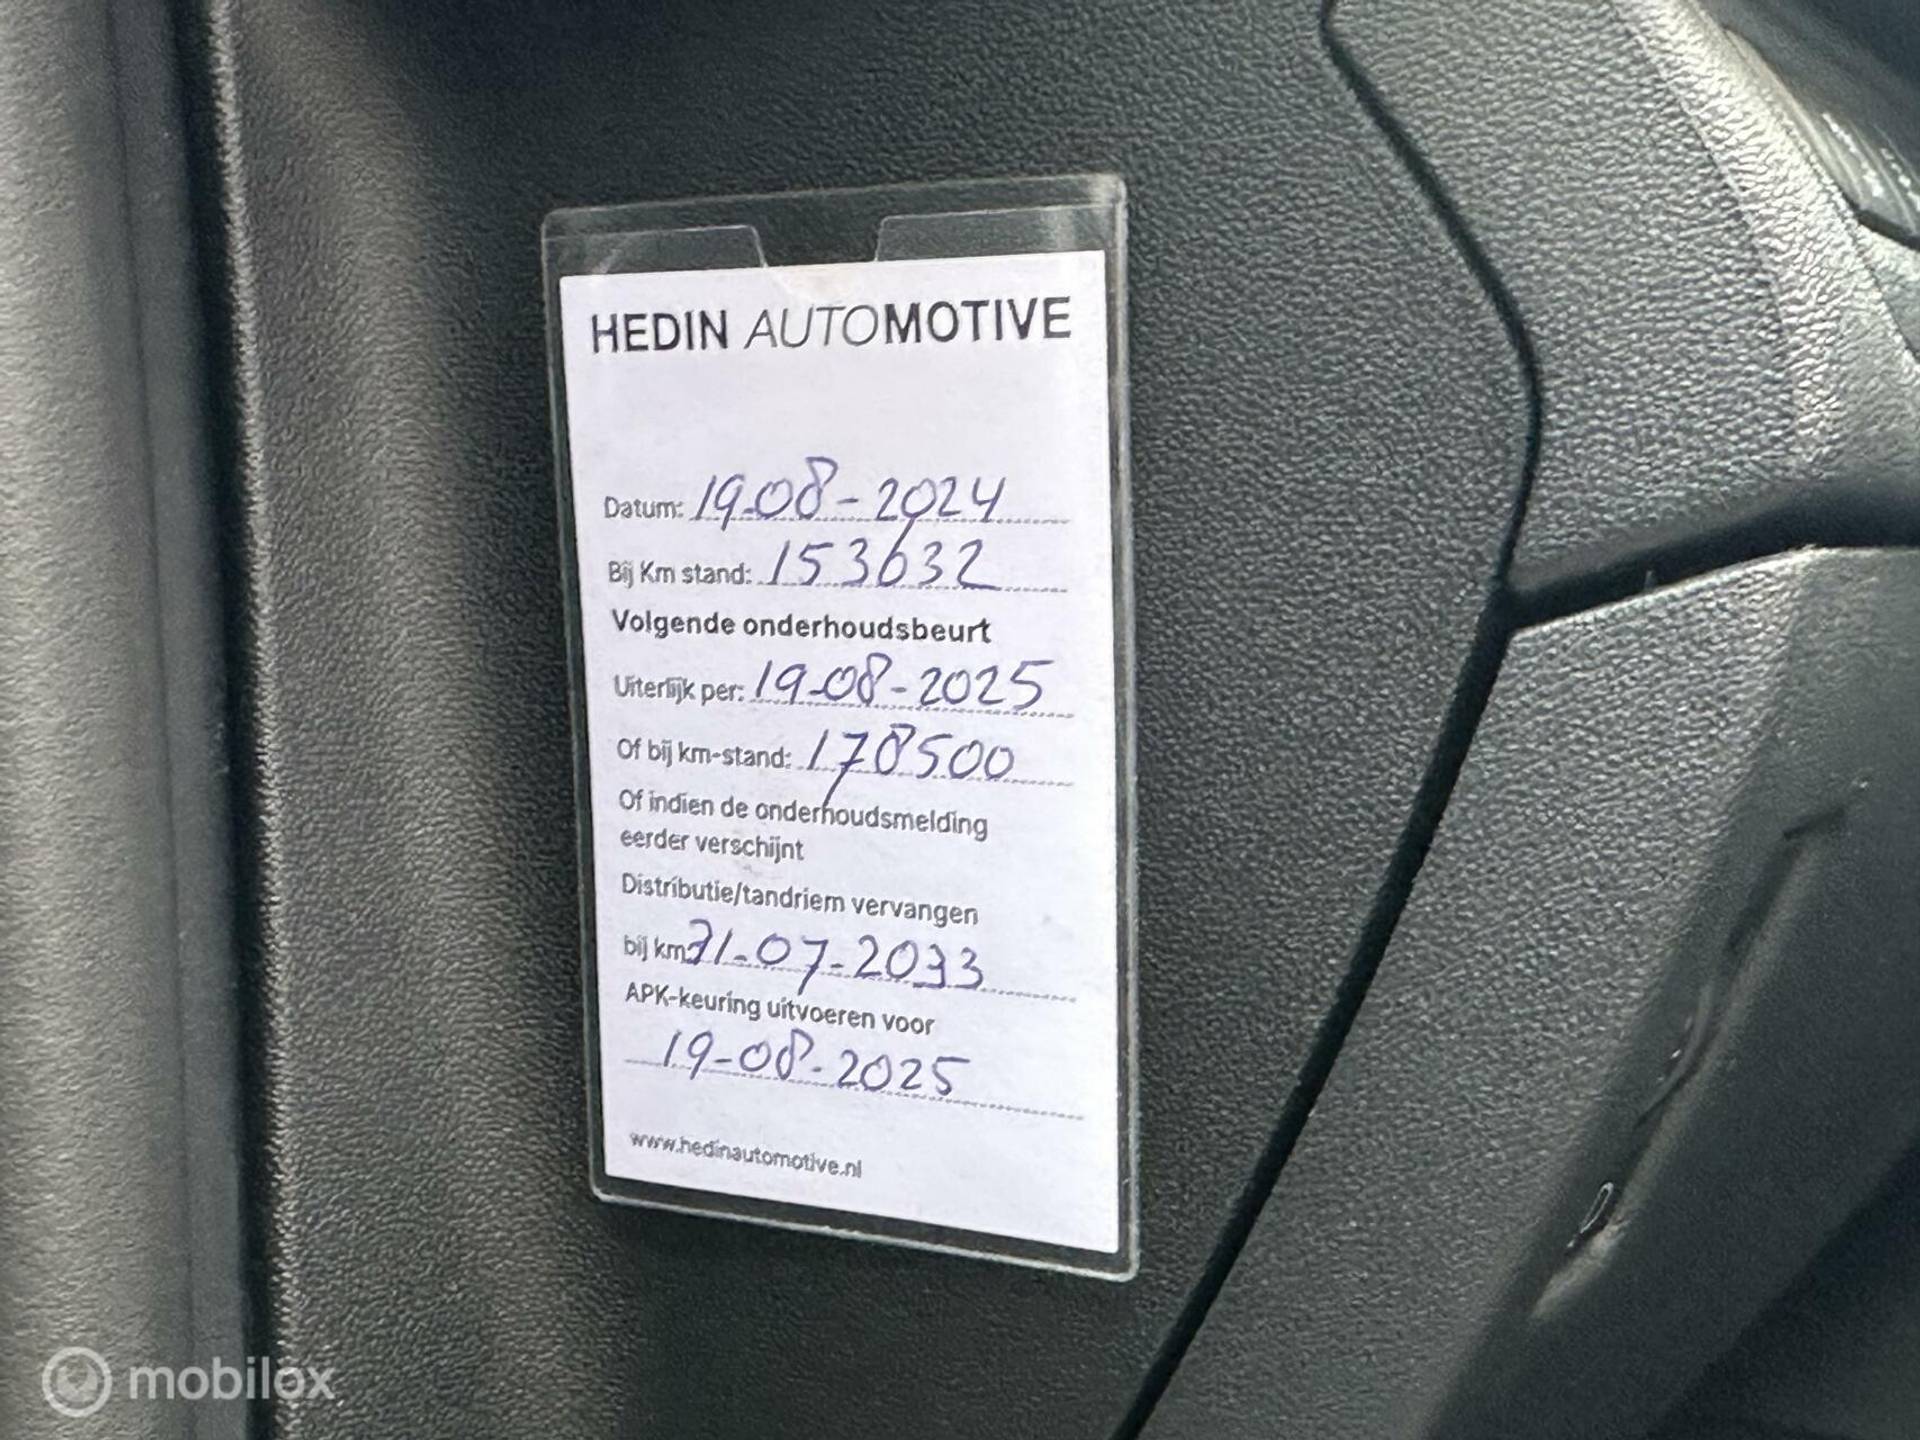 HEDIN AUTOMOTIVE
Datum: 19-08-2024
Bij Km stand: 153632
Volgende onderhoudsbeurt
Uiterlijk per: 19-08-2025
Of bij km-stand: 178500
Of indien de onderhoudsmelding
eerder verschijnt
Distributie/tandriem vervangen
bij km 31-07-2033
APK-keuring uitvoeren voor
19-08-2025
www.hedinautomotive.nl
mobilox